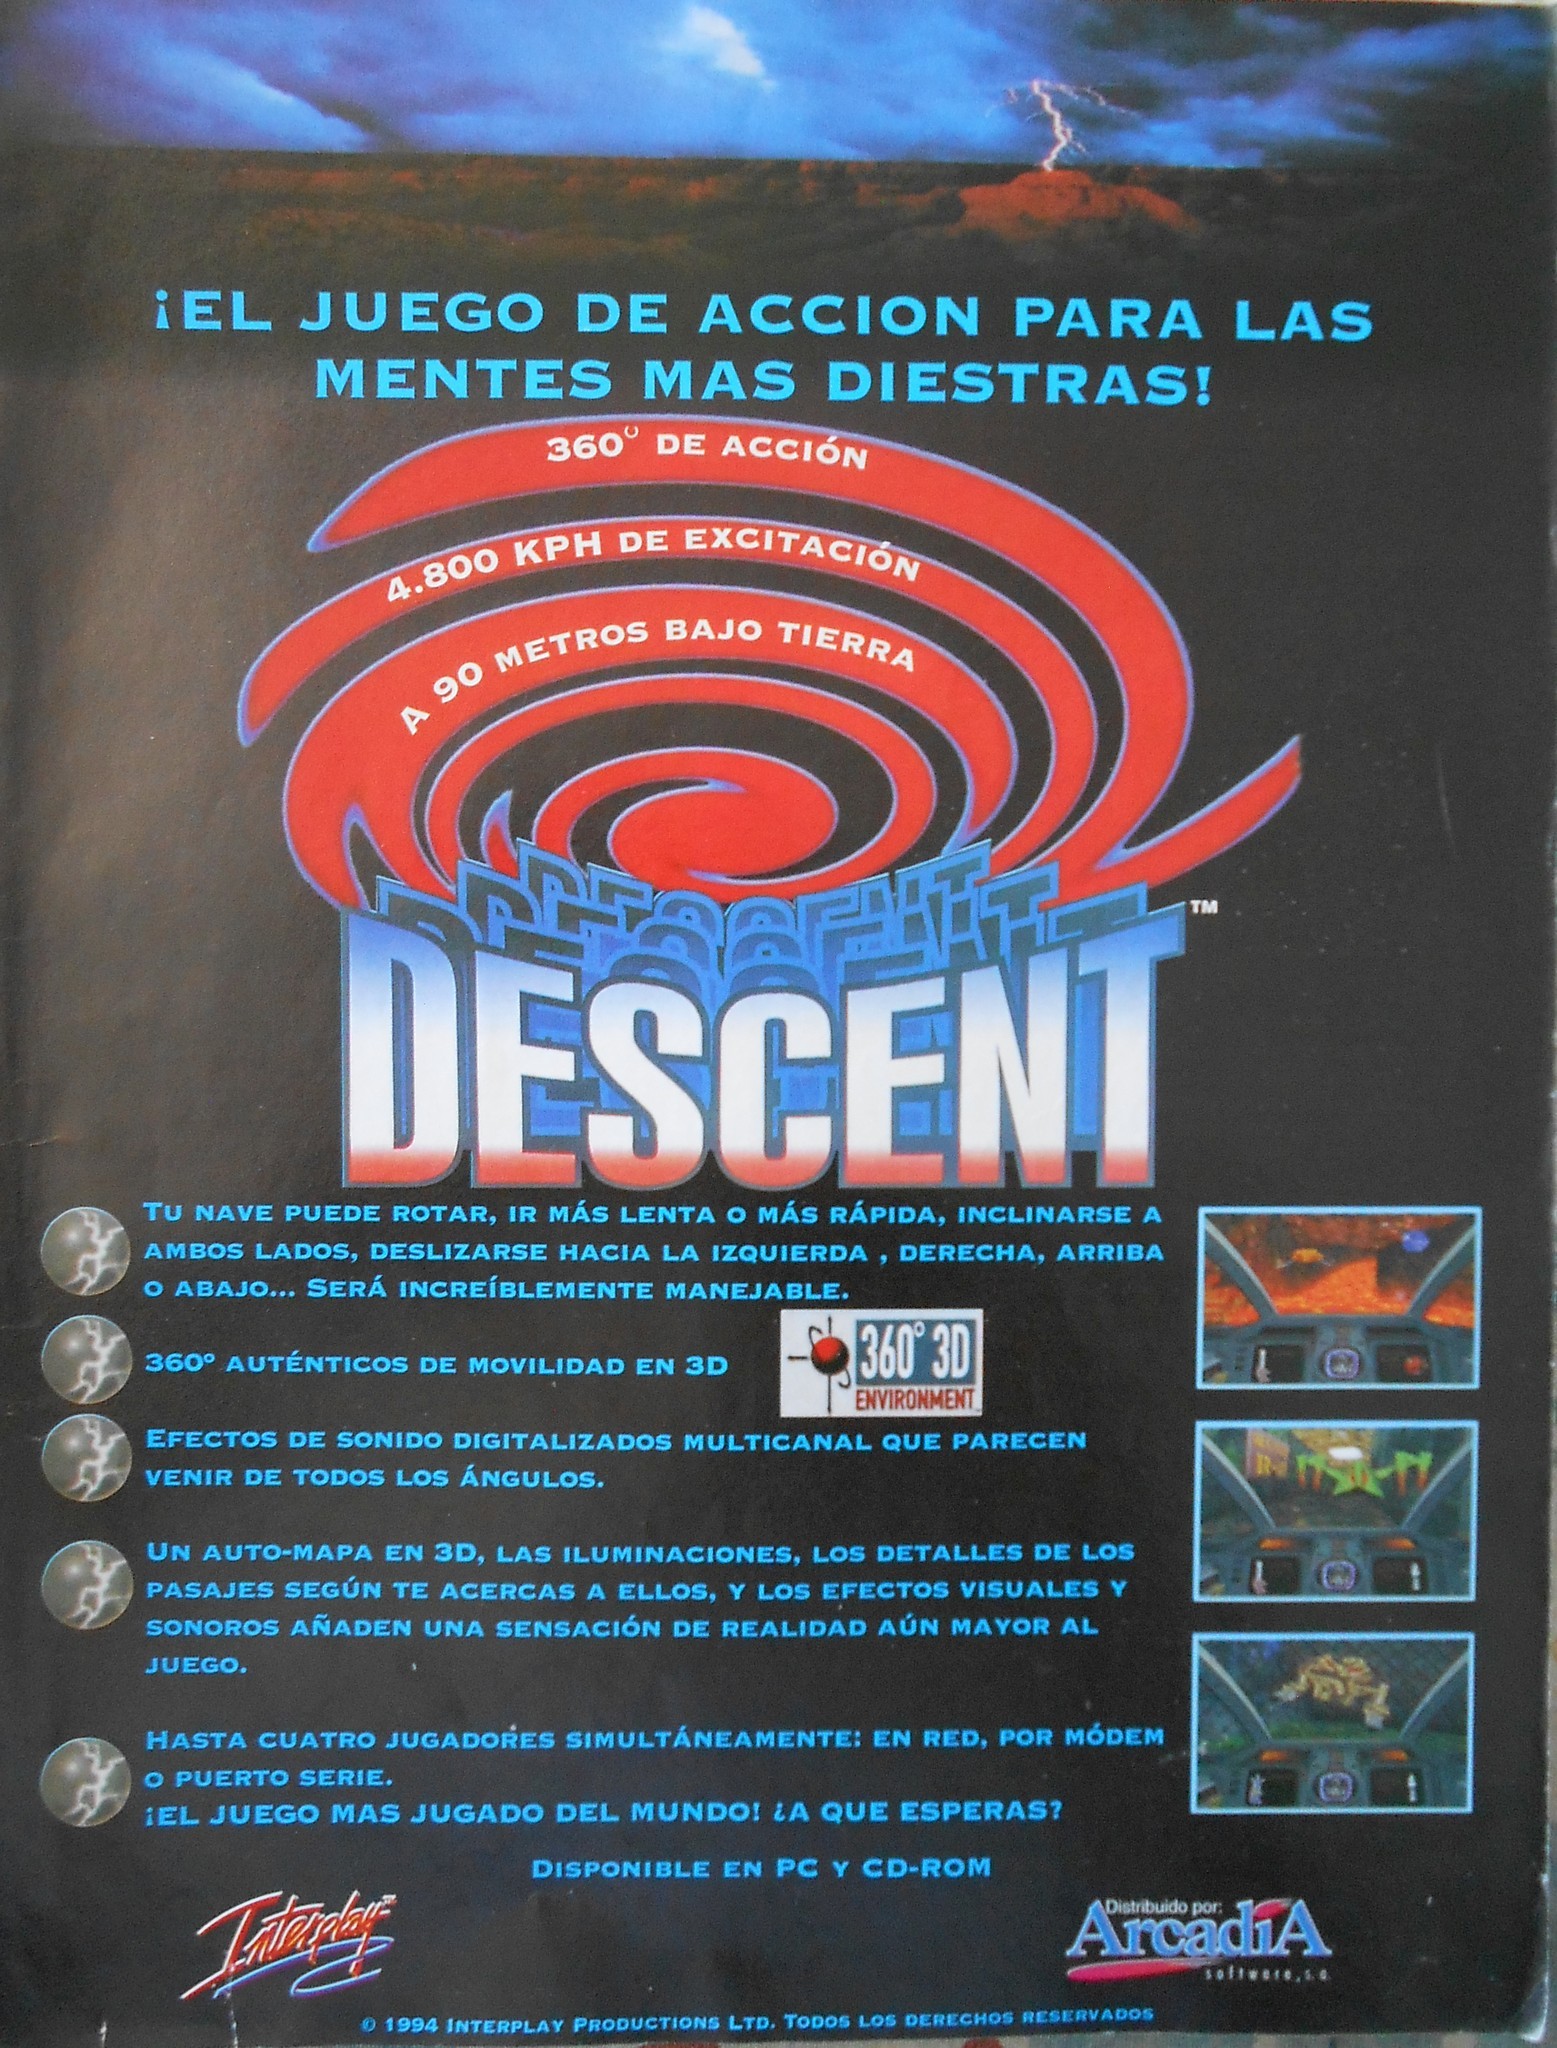 ¡EL JUEGO DE ACCION PARA LAS
MENTES MAS DIESTRAS!
360° DE ACCIÓN
4.800 KPH DE EXCITACIÓN
A 90 METROS BAJO TIERRA
DESCENT™
TU NAVE PUEDE ROTAR, IR MÁS LENTA O MÁS RÁPIDA, INCLINARSE A
AMBOS LADOS, DESLIZARSE HACIA LA IZQUIERDA , DERECHA, ARRIBA
O ABAJO... SERÁ INCREÍBLEMENTE MANEJABLE.
360º AUTÉNTICOS DE MOVILIDAD EN 3D
360° 3D
ENVIRONMENT
EFECTOS DE SONIDO DIGITALIZADOS MULTICANAL QUE PARECEN
VENIR DE TODOS LOS ÁNGULOS.
UN AUTO-MAPA EN 3D, LAS ILUMINACIONES, LOS DETALLES DE LOS
PASAJES SEGÚN TE ACERCAS A ELLOS, Y LOS EFECTOS VISUALES Y
SONOROS AÑADEN UNA SENSACIÓN DE REALIDAD AÚN MAYOR AL
JUEGO.
HASTA CUATRO JUGADORES SIMULTÁNEAMENTE: EN RED, POR MÓDEM
O PUERTO SERIE.
¡EL JUEGO MAS JUGADO DEL MUNDO! ¿A QUE ESPERAS?
DISPONIBLE EN PC Y CD-ROM
Interplay™
Distribuido por:
ArcadiA
software, s.a.
© 1994 INTERPLAY PRODUCTIONS LTD. TODOS LOS DERECHOS RESERVADOS